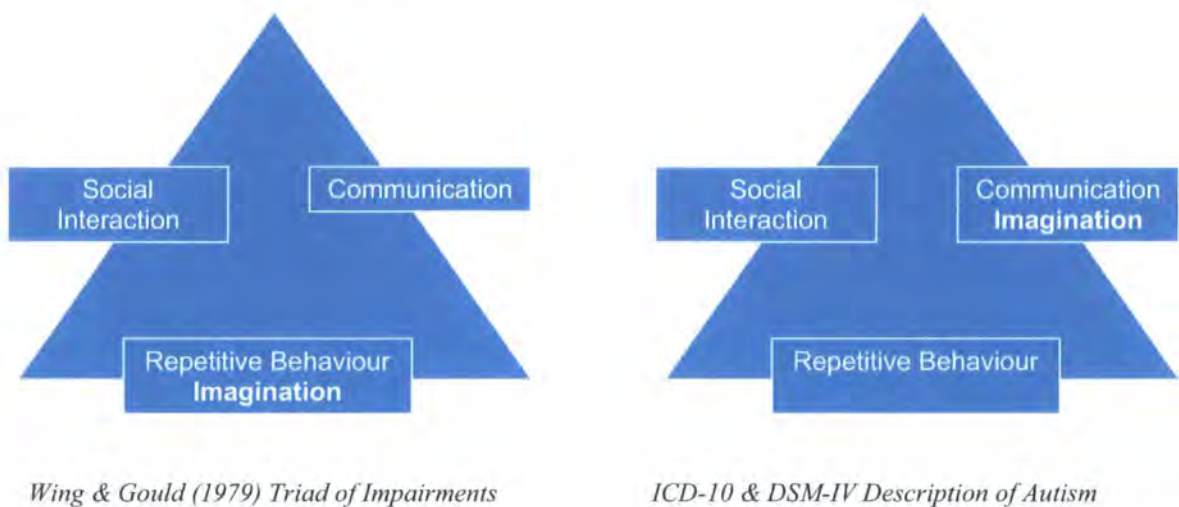 Social
Interaction
Communication
Repetitive Behaviour
Imagination
Wing & Gould (1979) Triad of Impairments
Social
Interaction
Communication
Imagination
Repetitive Behaviour
ICD-10 & DSM-IV Description of Autism